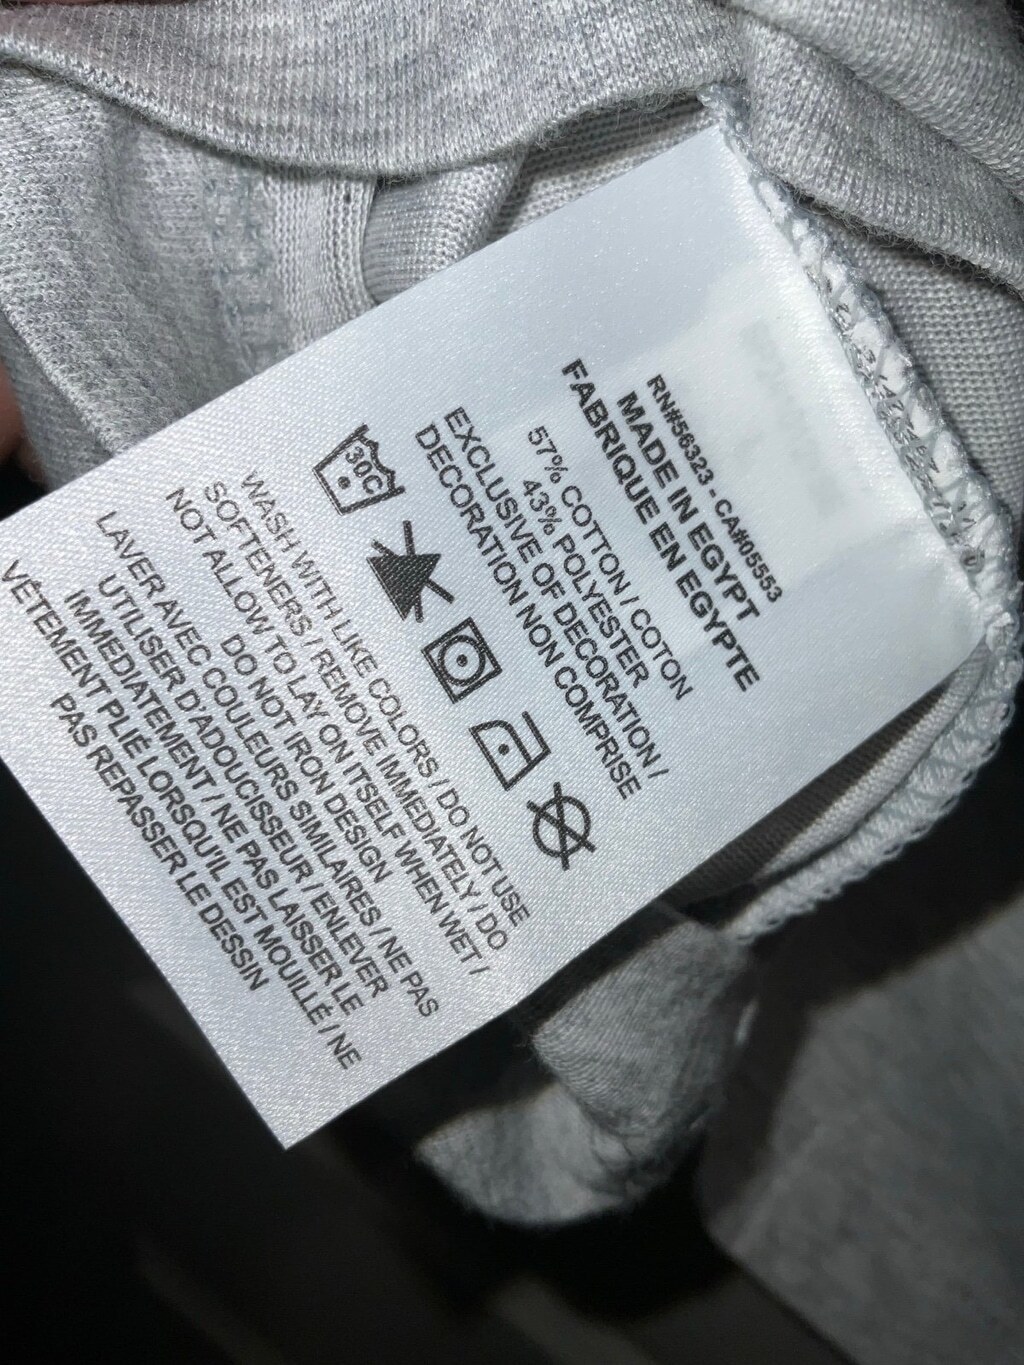 RN#56323 - CA#05553
MADE IN EGYPT
FABRIQUE EN EGYPTE
57% COTTON / COTON
43% POLYESTER
EXCLUSIVE OF DECORATION /
DECORATION NON COMPRISE
30C
WASH WITH LIKE COLORS / DO NOT USE
SOFTENERS / REMOVE IMMEDIATELY / DO
NOT ALLOW TO LAY ON ITSELF WHEN WET /
DO NOT IRON DESIGN
LAVER AVEC COULEURS SIMILAIRES / NE PAS
UTILISER D'ADOUCISSEUR / ENLEVER
IMMEDIATEMENT / NE PAS LAISSER LE
VÊTEMENT PLIÉ LORSQU'IL EST MOUILLÉ / NE
PAS REPASSER LE DESSIN